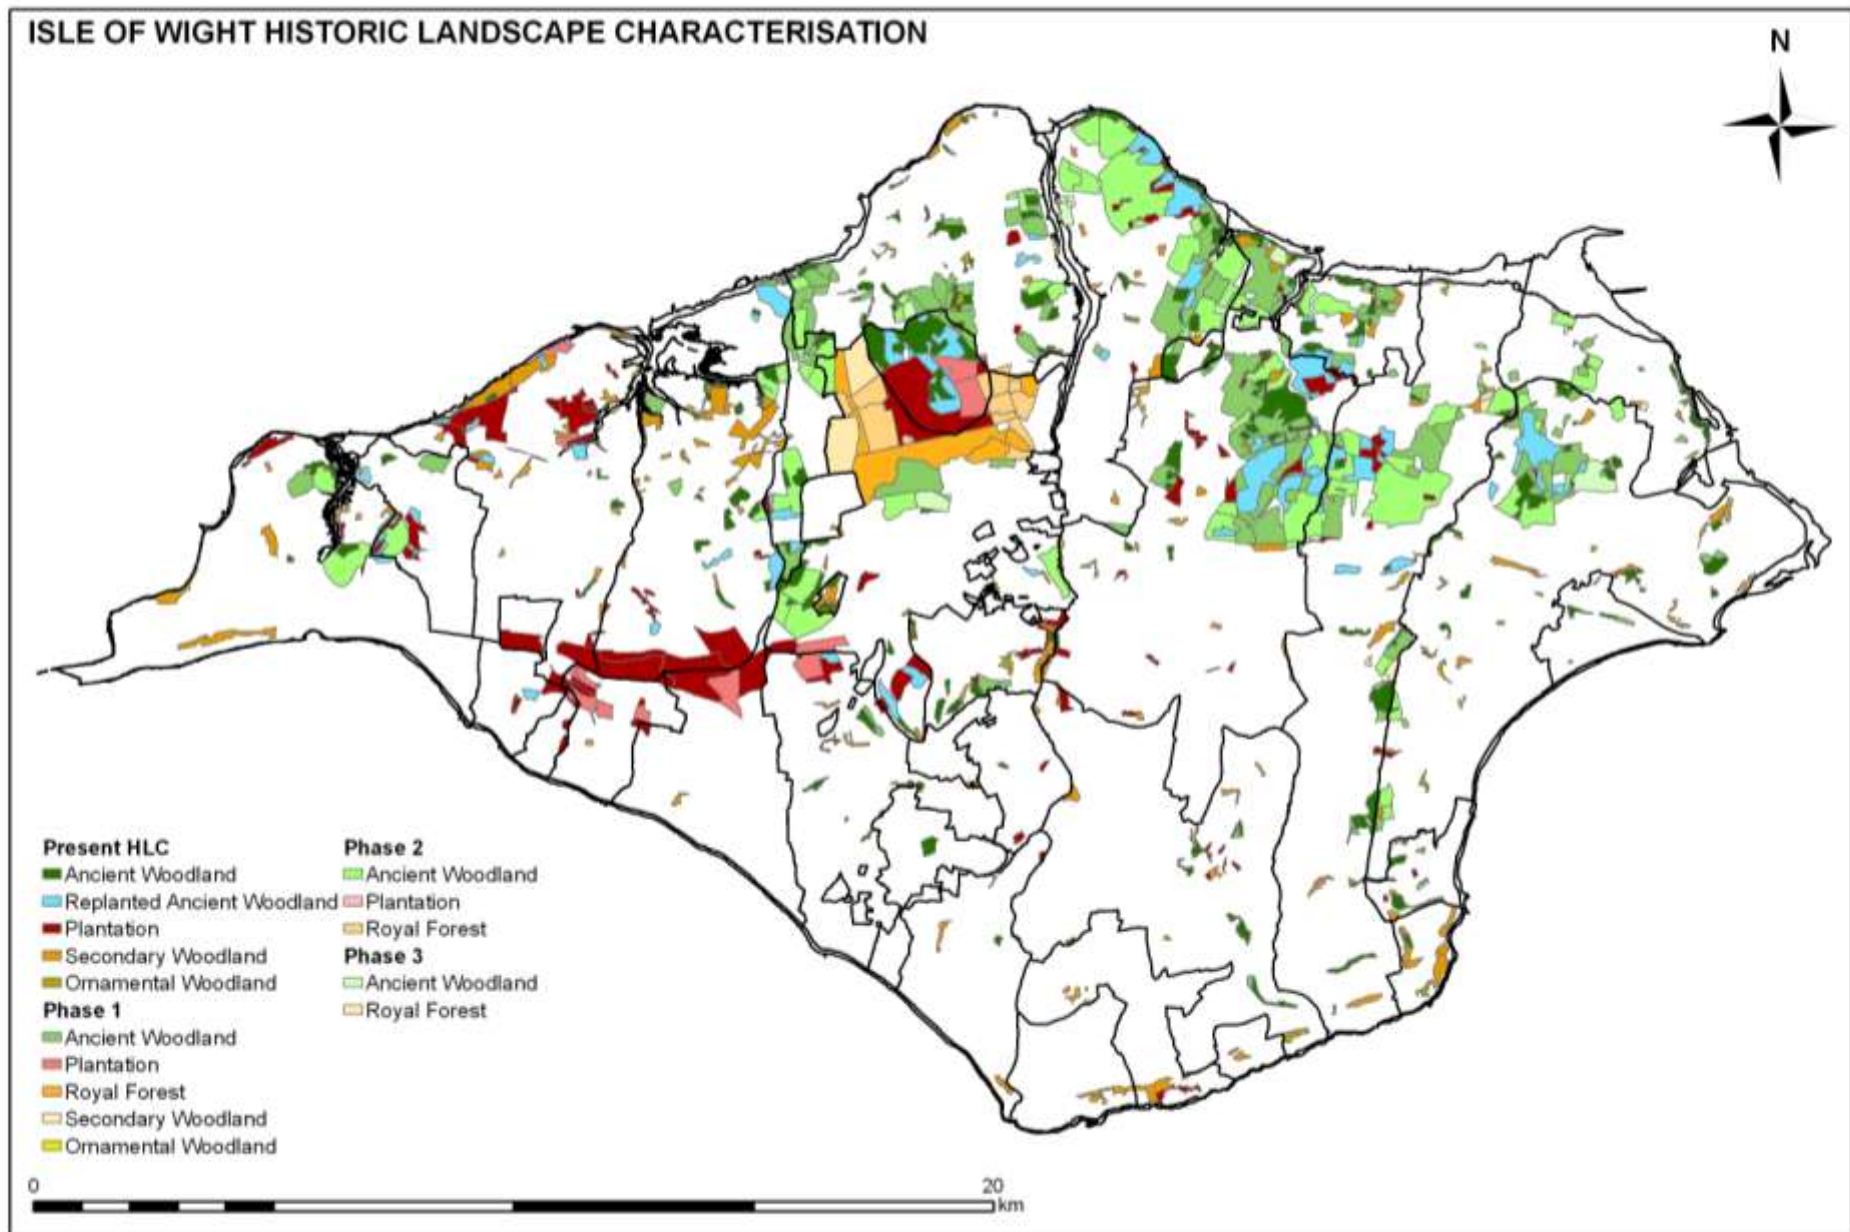 ISLE OF WIGHT HISTORIC LANDSCAPE CHARACTERISATION
N
Present HLC
Ancient Woodland
Replanted Ancient Woodland
Plantation
Secondary Woodland
Ornamental Woodland
Phase 1
Ancient Woodland
Plantation
Royal Forest
Secondary Woodland
Ornamental Woodland
Phase 2
Ancient Woodland
Plantation
Royal Forest
Phase 3
Ancient Woodland
Royal Forest
0
20
km